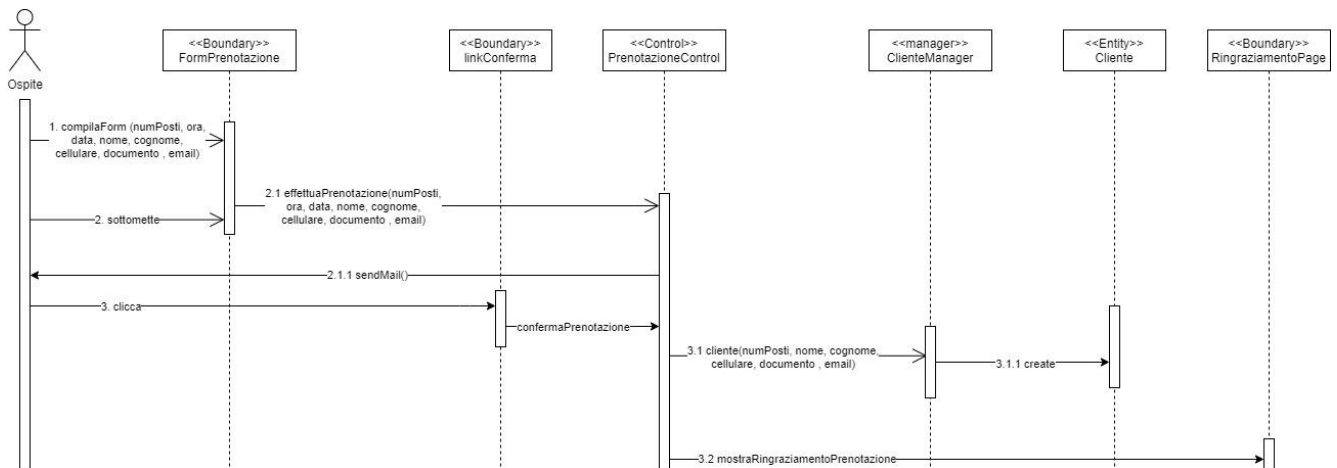 Ospite
<<Boundary>>
FormPrenotazione
<<Boundary>>
linkConferma
<<Control>>
PrenotazioneControl
<<manager>>
ClienteManager
<<Entity>>
Cliente
<<Boundary>>
RingraziamentoPage
1. compilaForm (numPosti, ora,
data, nome, cognome,
cellulare, documento , email)
2.1 effettuaPrenotazione(numPosti,
ora, data, nome, cognome,
cellulare, documento , email)
2. sottomette
2.1.1 sendMail()
3. clicca
confermaPrenotazione
3.1 cliente(numPosti, nome, cognome,
cellulare, documento , email)
3.1.1 create
3.2 mostraRingraziamentoPrenotazione